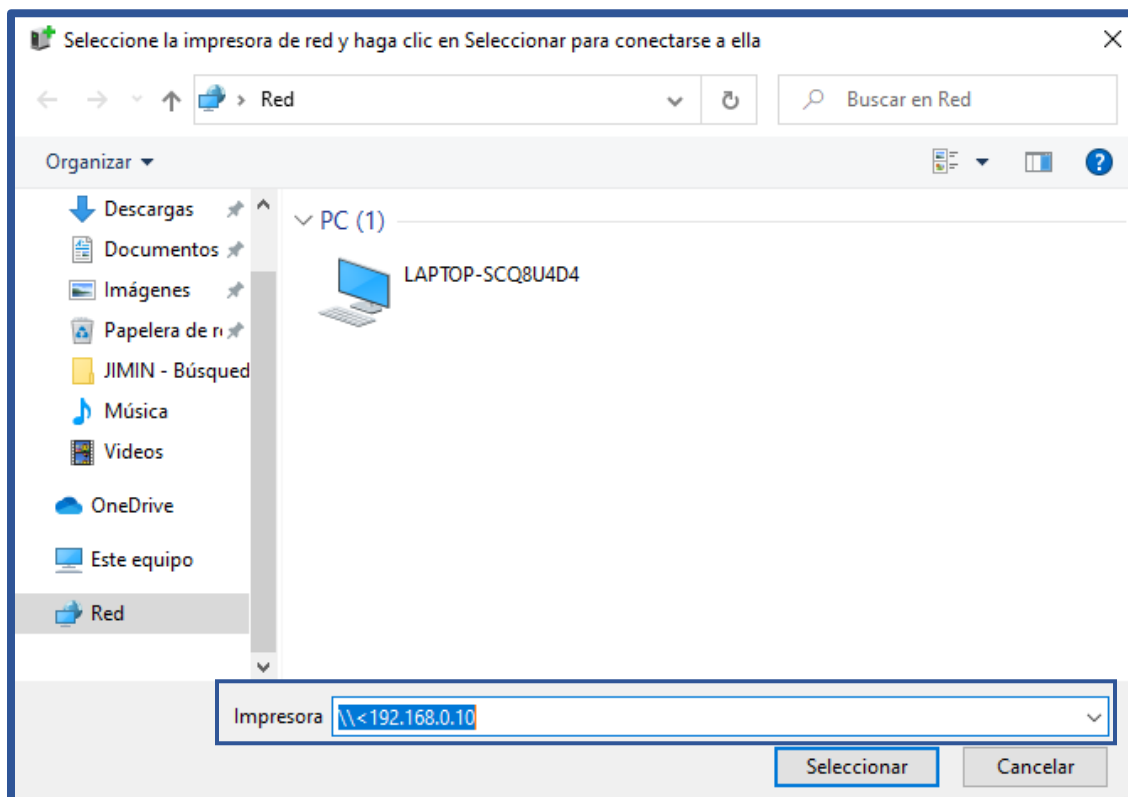 Seleccione la impresora de red y haga clic en Seleccionar para conectarse a ella
Red
Buscar en Red
Organizar
Descargas
Documentos
Imágenes
Papelera de r
JIMIN - Búsqued
Música
Videos
OneDrive
Este equipo
Red
PC (1)
LAPTOP-SCQ8U4D4
Impresora \\<192.168.0.10
Seleccionar Cancelar